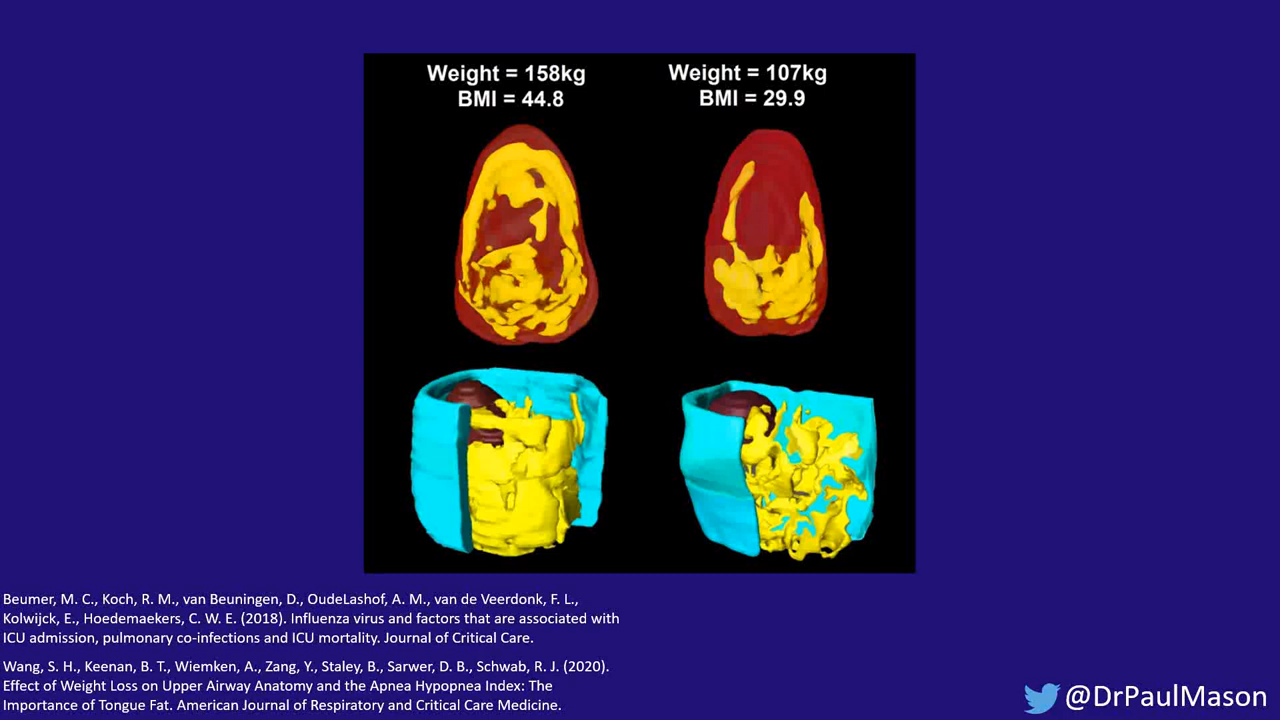 Weight = 158kg
BMI = 44.8
Weight = 107kg
BMI = 29.9
Beumer, M. C., Koch, R. M., van Beuningen, D., OudeLashof, A. M., van de Veerdonk, F. L.,
Kolwijck, E., Hoedemaekers, C. W. E. (2018). Influenza virus and factors that are associated with
ICU admission, pulmonary co-infections and ICU mortality. Journal of Critical Care.
Wang, S. H., Keenan, B. T., Wiemken, A., Zang, Y., Staley, B., Sarwer, D. B., Schwab, R. J. (2020).
Effect of Weight Loss on Upper Airway Anatomy and the Apnea Hypopnea Index: The
Importance of Tongue Fat. American Journal of Respiratory and Critical Care Medicine.
@DrPaulMason